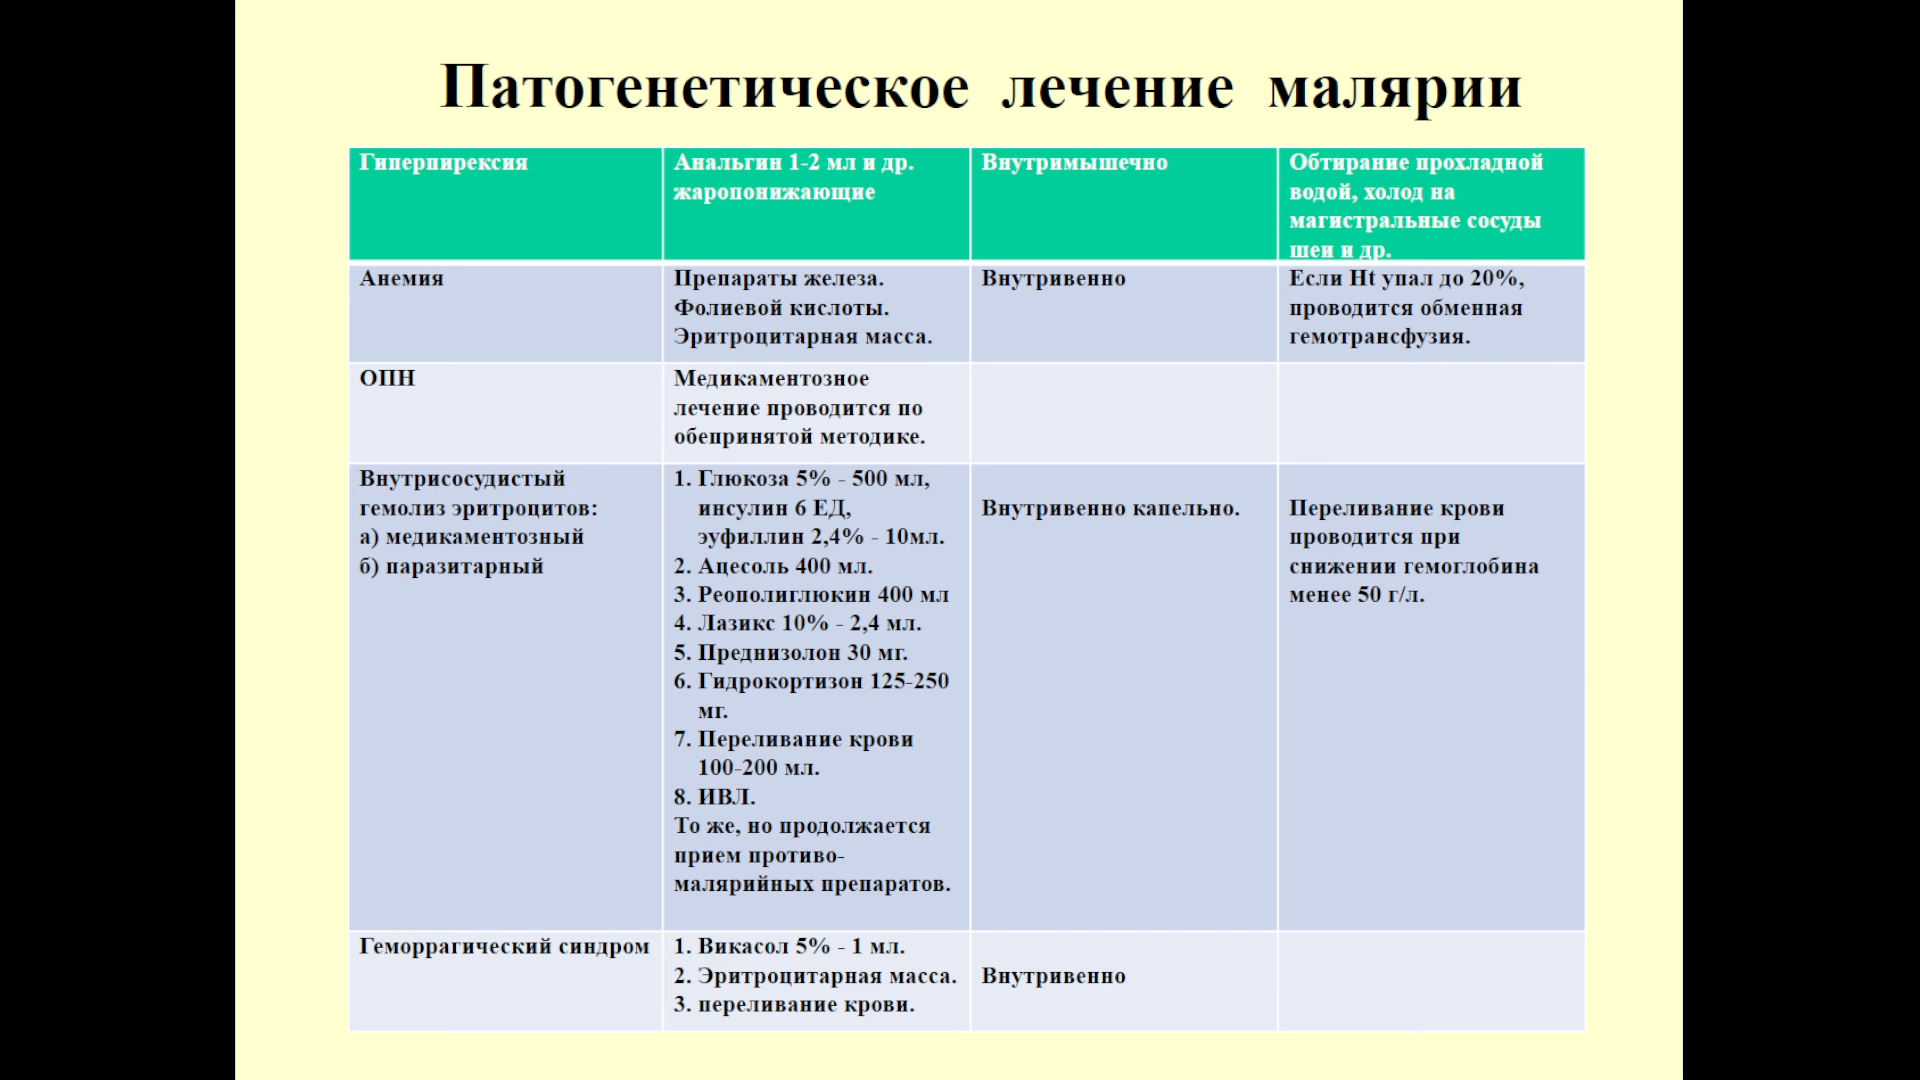 Патогенетическое лечение малярии
Гиперпирексия
Анальгин 1-2 мл и др.
жаропонижающие
Внутримышечно
Обтирание прохладной
водой, холод на
магистральные сосуды
шеи и др.
Анемия
Препараты железа.
Фолиевой кислоты.
Эритроцитарная масса.
Внутривенно
Если Ht упал до 20%,
проводится обменная
гемотрансфузия.
ОПН
Медикаментозное
лечение проводится по
обепринятой методике.
Внутрисосудистый
гемолиз эритроцитов:
а) медикаментозный
б) паразитарный
1. Глюкоза 5% - 500 мл,
инсулин 6 ЕД,
эуфиллин 2,4% - 10мл.
2. Ацесоль 400 мл.
3. Реополиглюкин 400 мл
4. Лазикс 10% - 2,4 мл.
5. Преднизолон 30 мг.
6. Гидрокортизон 125-250
мг.
7. Переливание крови
100-200 мл.
8. ИВЛ.
То же, но продолжается
прием противо-
малярийных препаратов.
Внутривенно капельно.
Переливание крови
проводится при
снижении гемоглобина
менее 50 г/л.
Геморрагический синдром
1. Викасол 5% - 1 мл.
2. Эритроцитарная масса.
3. переливание крови.
Внутривенно